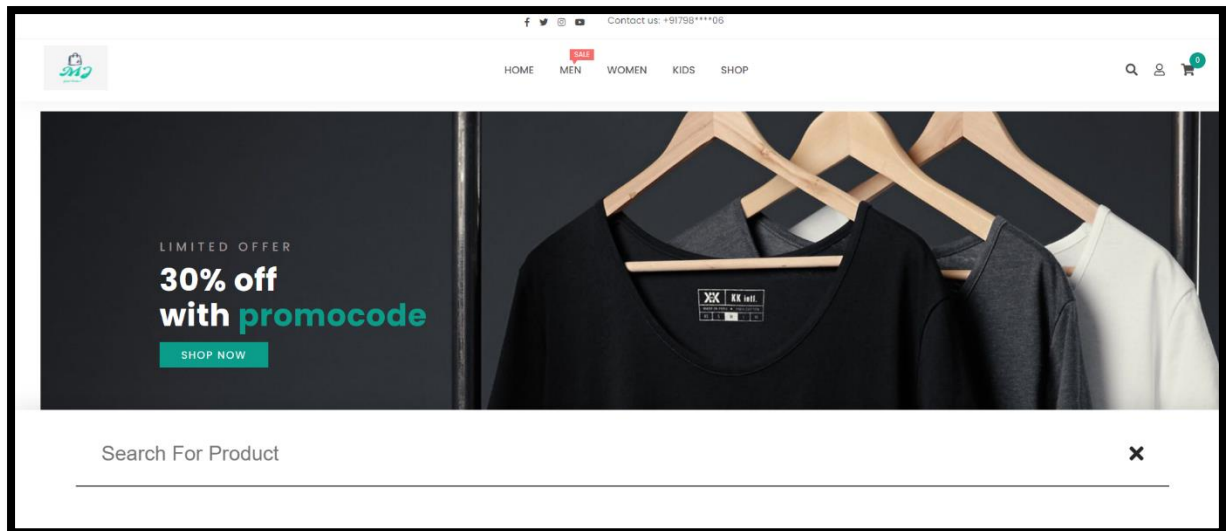 Contact us: +91798****06
MJ
HOME
SALE
MEN
WOMEN
KIDS
SHOP
0
LIMITED OFFER
30% off
with promocode
SHOP NOW
KK intl.
Search For Product